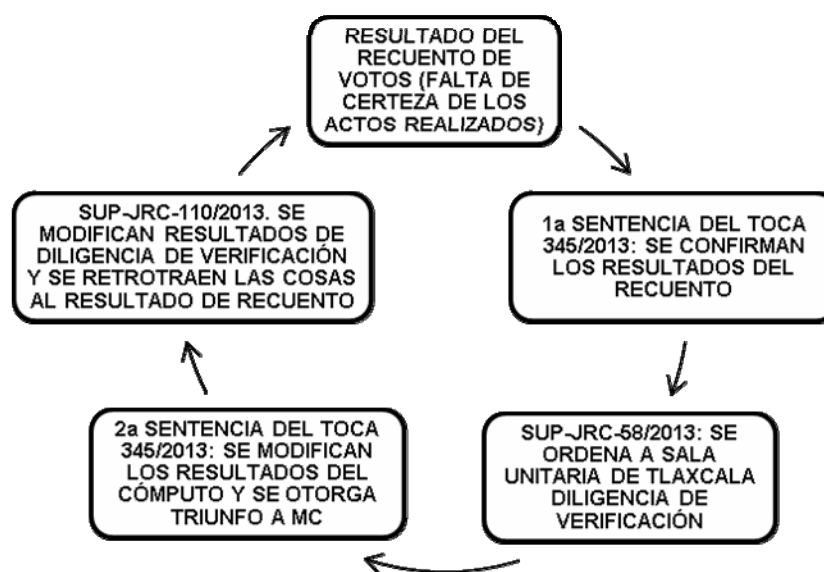 RESULTADO DEL
RECUENTO DE
VOTOS (FALTA DE
CERTEZA DE LOS
ACTOS REALIZADOS)
1a SENTENCIA DEL TOCA
345/2013: SE CONFIRMAN
LOS RESULTADOS DEL
RECUENTO
SUP-JRC-58/2013: SE
ORDENA A SALA
UNITARIA DE TLAXCALA
DILIGENCIA DE
VERIFICACIÓN
2a SENTENCIA DEL TOCA
345/2013: SE MODIFICAN
LOS RESULTADOS DEL
CÓMPUTO Y SE OTORGA
TRIUNFO A MC
SUP-JRC-110/2013. SE
MODIFICAN RESULTADOS DE
DILIGENCIA DE VERIFICACIÓN
Y SE RETROTRAEN LAS COSAS
AL RESULTADO DE RECUENTO